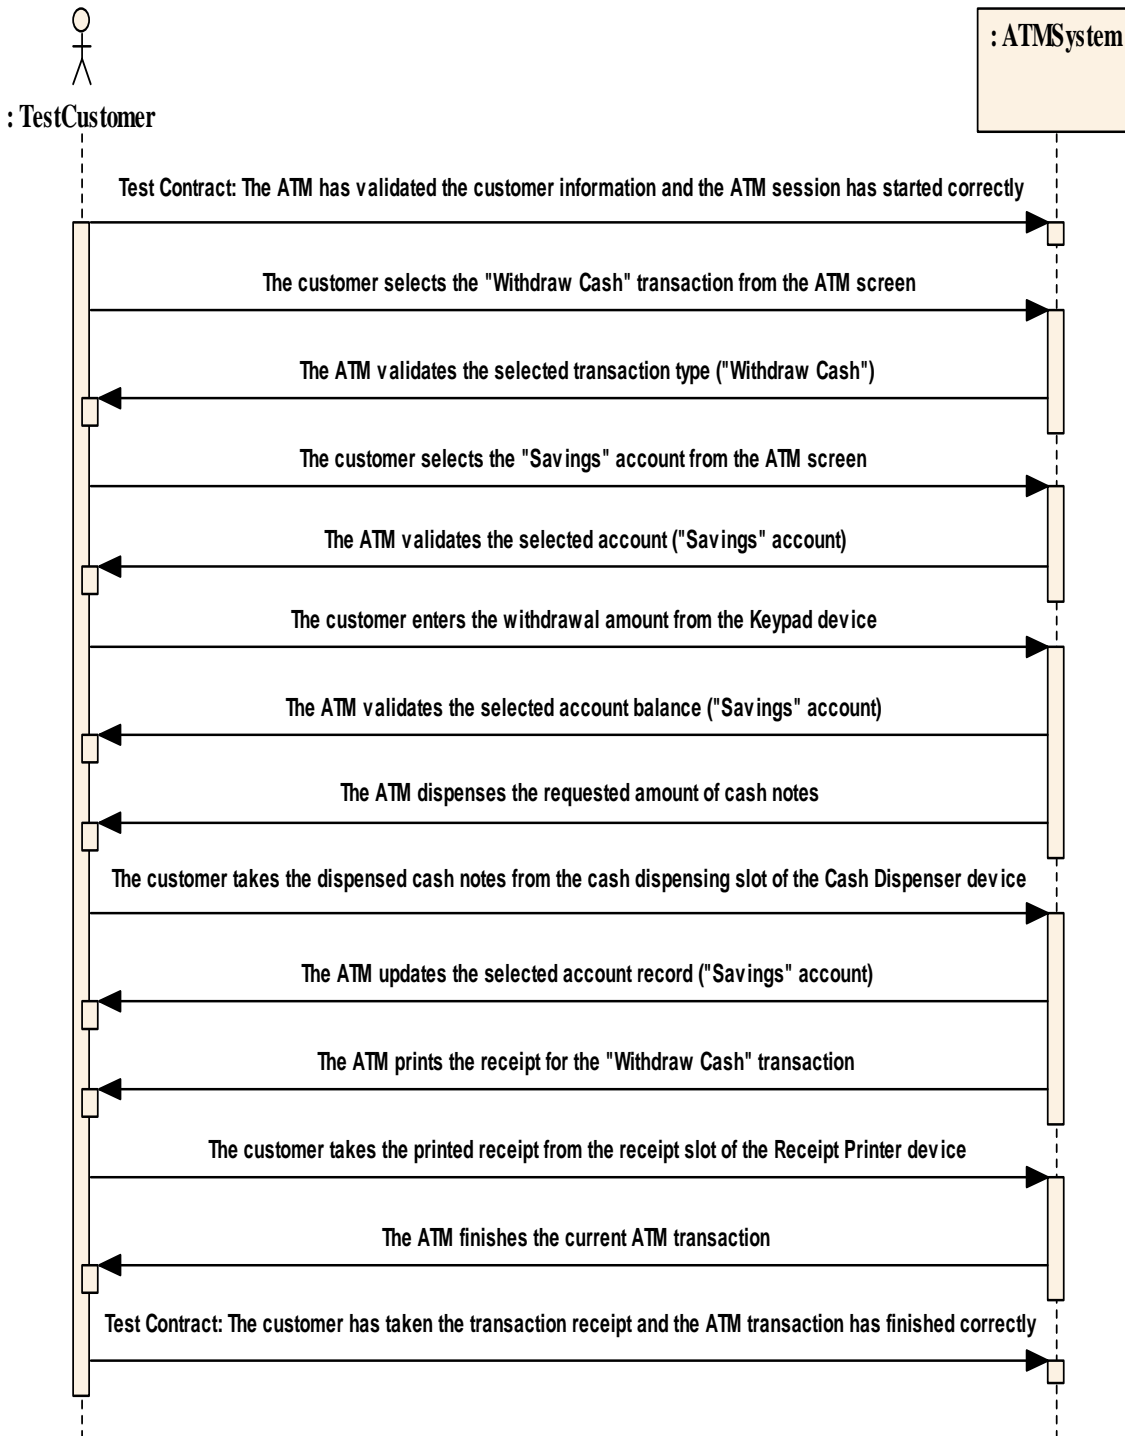 : TestCustomer
: ATMSystem
Test Contract: The ATM has validated the customer information and the ATM session has started correctly
The customer selects the "Withdraw Cash" transaction from the ATM screen
The ATM validates the selected transaction type ("Withdraw Cash")
The customer selects the "Savings" account from the ATM screen
The ATM validates the selected account ("Savings" account)
The customer enters the withdrawal amount from the Keypad device
The ATM validates the selected account balance ("Savings" account)
The ATM dispenses the requested amount of cash notes
The customer takes the dispensed cash notes from the cash dispensing slot of the Cash Dispenser device
The ATM updates the selected account record ("Savings" account)
The ATM prints the receipt for the "Withdraw Cash" transaction
The customer takes the printed receipt from the receipt slot of the Receipt Printer device
The ATM finishes the current ATM transaction
Test Contract: The customer has taken the transaction receipt and the ATM transaction has finished correctly